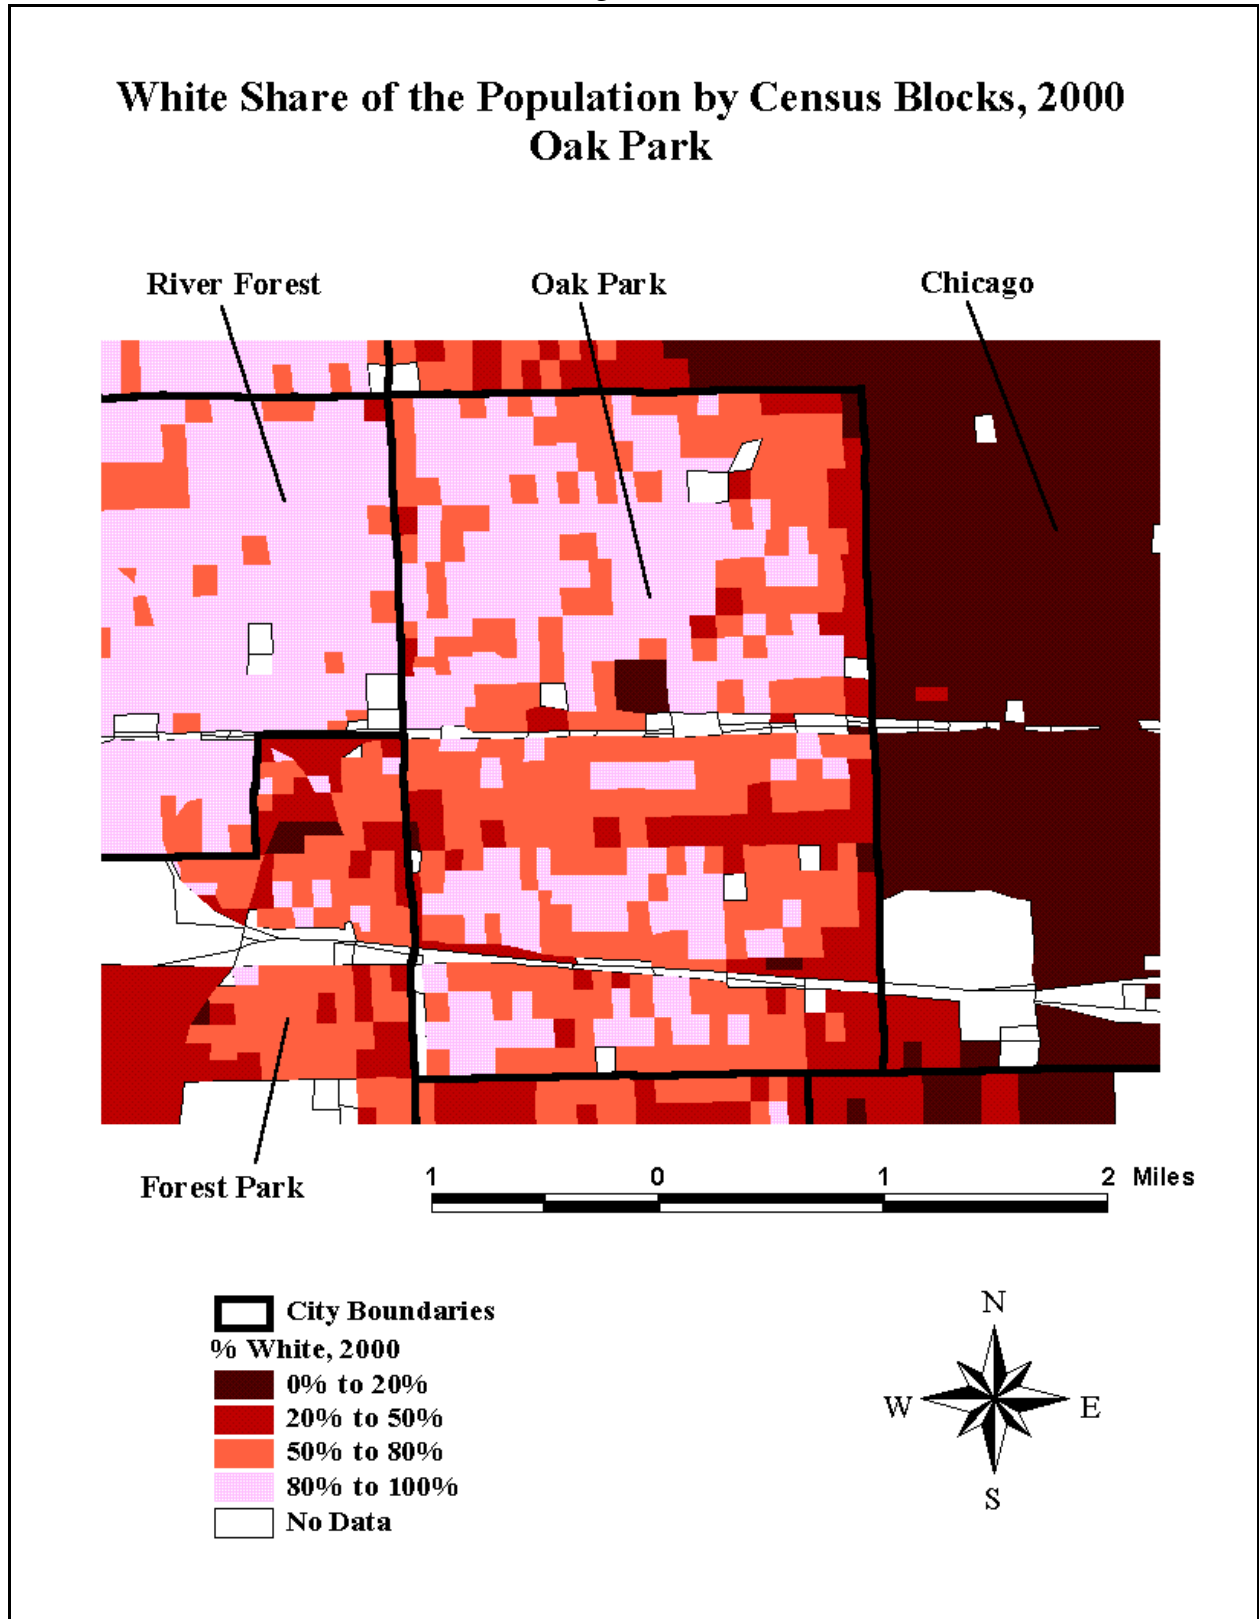 White Share of the Population by Census Blocks, 2000
Oak Park
River Forest
Oak Park
Chicago
Forest Park
1 0 1 2 Miles
City Boundaries
% White, 2000
0% to 20%
20% to 50%
50% to 80%
80% to 100%
No Data
N
W E
S